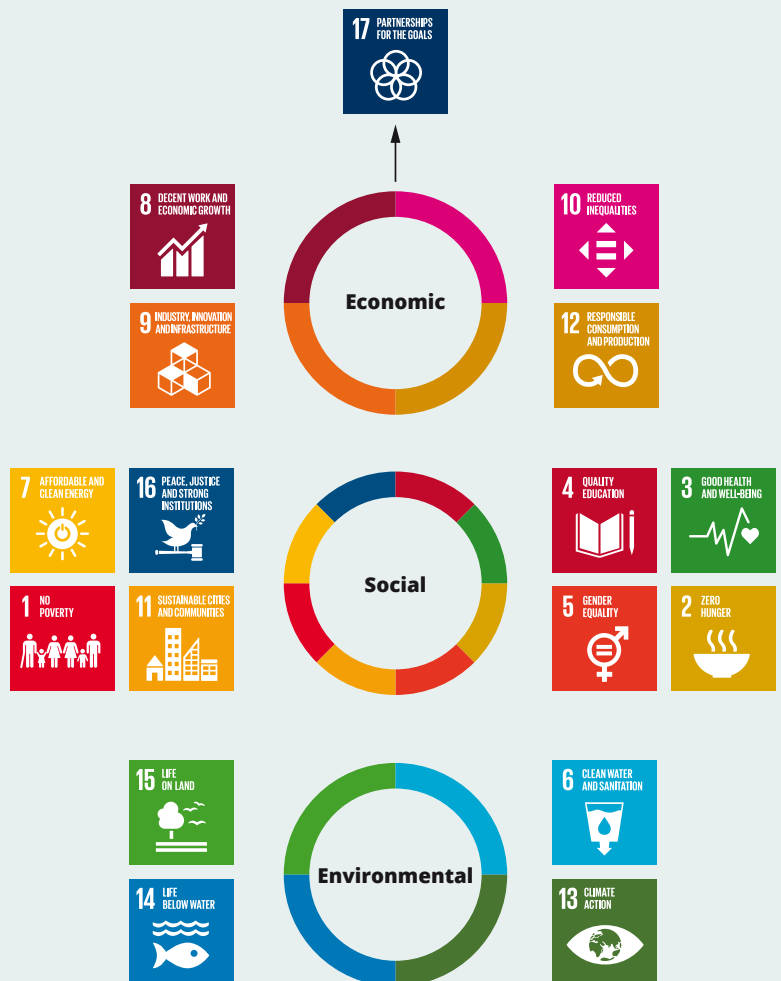 17 PARTNERSHIPS
FOR THE GOALS
8 DECENT WORK AND
ECONOMIC GROWTH
10 REDUCED
INEQUALITIES
Economic
9 INDUSTRY, INNOVATION
AND INFRASTRUCTURE
12 RESPONSIBLE
CONSUMPTION
AND PRODUCTION
7 AFFORDABLE AND
CLEAN ENERGY
16 PEACE, JUSTICE
AND STRONG
INSTITUTIONS
4 QUALITY
EDUCATION
3 GOOD HEALTH
AND WELL-BEING
Social
1 NO
POVERTY
11 SUSTAINABLE CITIES
AND COMMUNITIES
5 GENDER
EQUALITY
2 ZERO
HUNGER
15 LIFE
ON LAND
6 CLEAN WATER
AND SANITATION
Environmental
14 LIFE
BELOW WATER
13 CLIMATE
ACTION